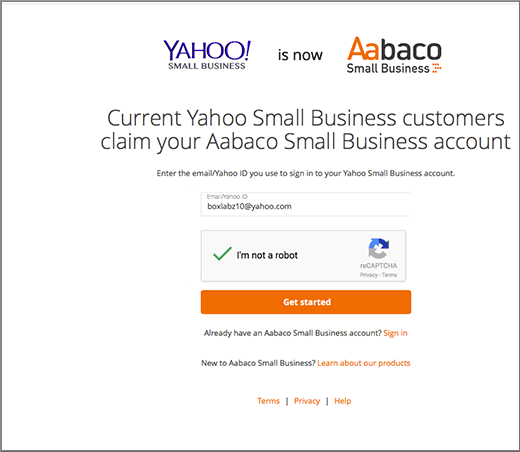 YAHOO!
SMALL BUSINESS
is now
Aabaco
Small Business
Current Yahoo Small Business customers
claim your Aabaco Small Business account
Enter the email/Yahoo ID you use to sign in to your Yahoo Small Business account.
Email/Yahoo ID
boxlabz10@yahoo.com
I'm not a robot
reCAPTCHA
Privacy - Terms
Get started
Already have an Aabaco Small Business account? Sign in
New to Aabaco Small Business? Learn about our products
Terms | Privacy | Help